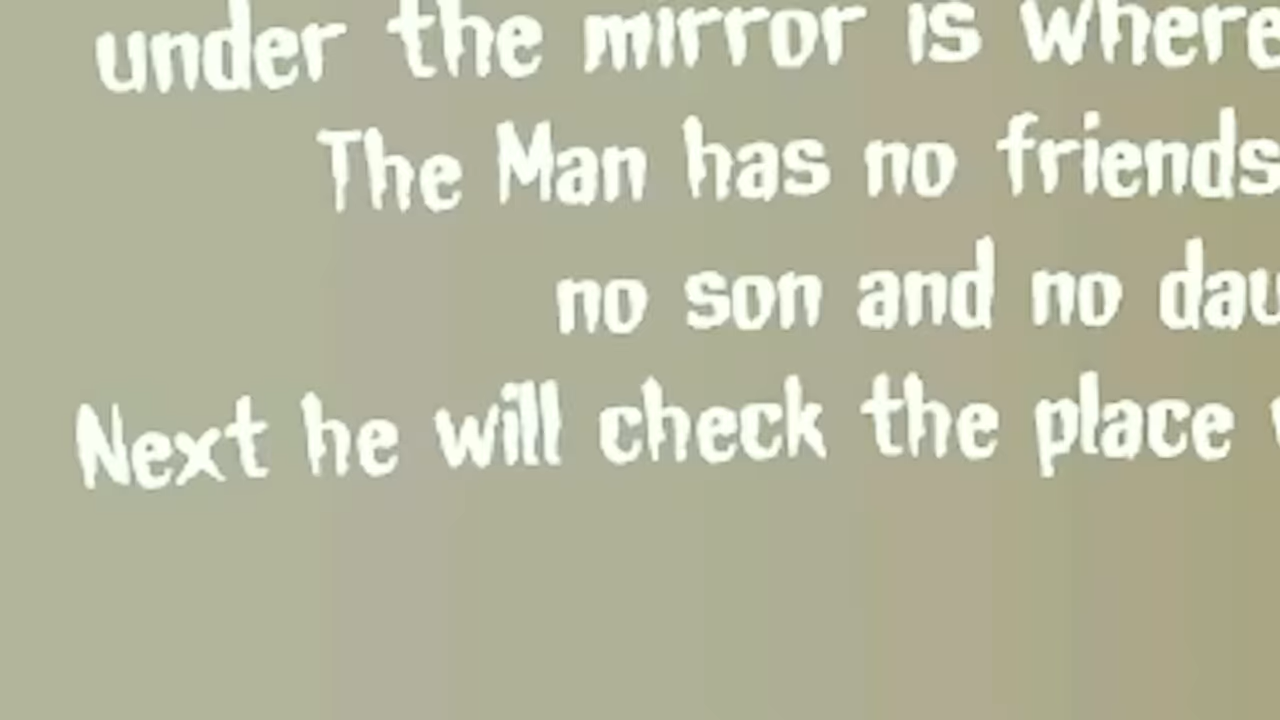 under the mirror is where
The Man has no friends
no son and no dau
Next he will check the place